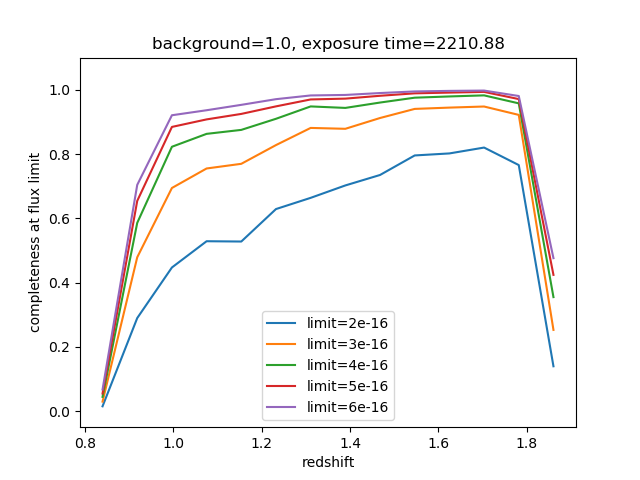 background=1.0, exposure time=2210.88
completeness at flux limit
1.0
0.8
0.6
0.4
0.2
0.0
limit=2e-16
limit=3e-16
limit=4e-16
limit=5e-16
limit=6e-16
0.8 1.0 1.2 1.4 1.6 1.8
redshift